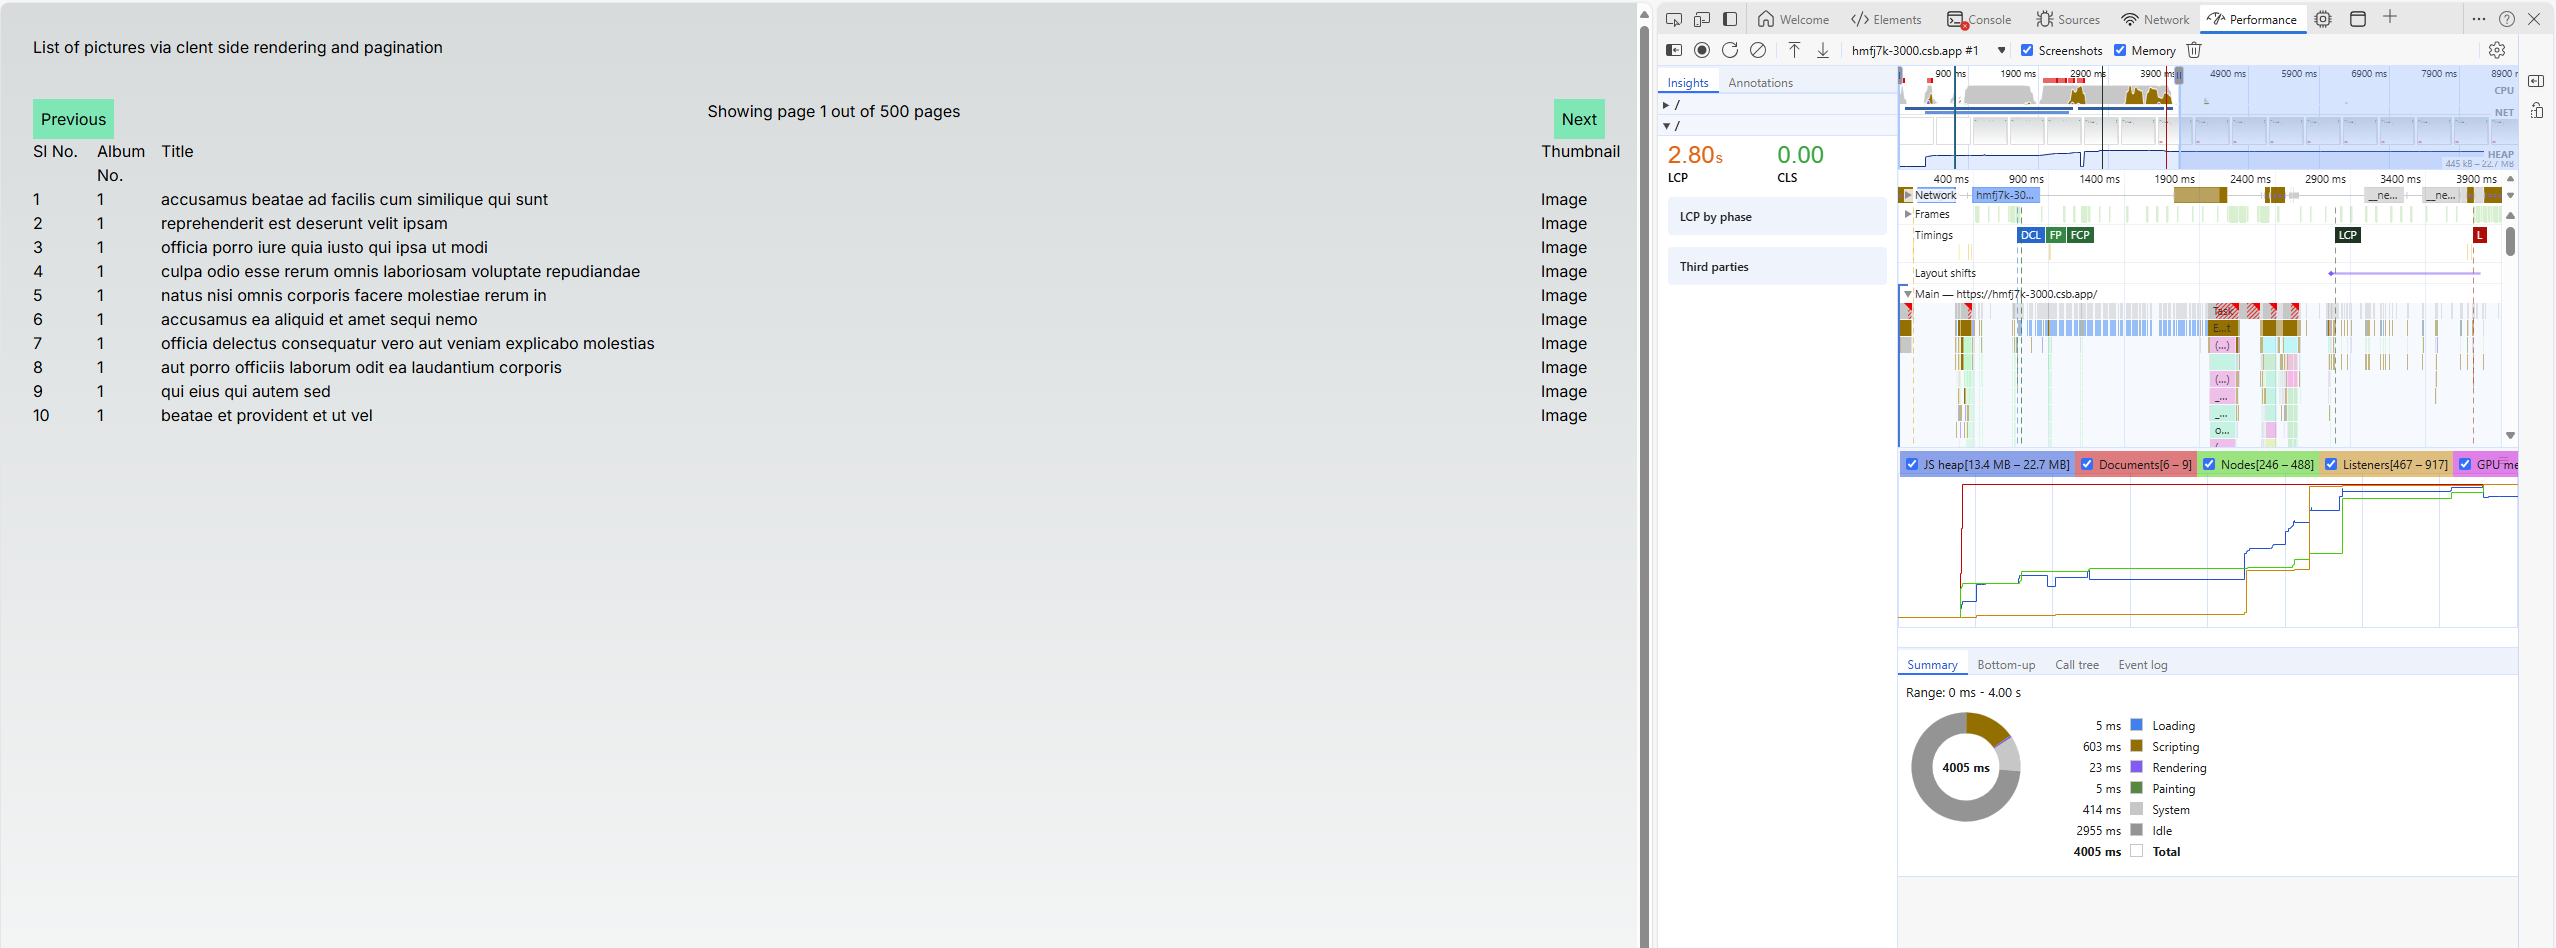 List of pictures via clent side rendering and pagination
Previous
Showing page 1 out of 500 pages
Next
Sl No. Album No. Title Thumbnail
1 1 accusamus beatae ad facilis cum similique qui sunt Image
2 1 reprehenderit est deserunt velit ipsam Image
3 1 officia porro iure quia iusto qui ipsa ut modi Image
4 1 culpa odio esse rerum omnis laboriosam voluptate repudiandae Image
5 1 natus nisi omnis corporis facere molestiae rerum in Image
6 1 accusamus ea aliquid et amet sequi nemo Image
7 1 officia delectus consequatur vero aut veniam explicabo molestias Image
8 1 aut porro officiis laborum odit ea laudantium corporis Image
9 1 qui eius qui autem sed Image
10 1 beatae et provident et ut vel Image
Welcome Elements Console Sources Network Performance
hmfj7k-3000.csb.app #1 Screenshots Memory
Insights Annotations
/
/
2.80s 0.00
LCP CLS
LCP by phase
Third parties
900 ms 1900 ms 2900 ms 3900 ms 4900 ms 5900 ms 6900 ms 7900 ms 8900
CPU
NET
HEAP
445 kB – 22.7 MB
400 ms 900 ms 1400 ms 1900 ms 2400 ms 2900 ms 3400 ms 3900 ms
Network hmfj7k-30... __ne... __ne...
Frames
Timings DCL FP FCP LCP L
Layout shifts
Main — https://hmfj7k-3000.csb.app/
Task
E...t
(...)
(...)
_...
_...
o...
JS heap[13.4 MB – 22.7 MB] Documents[6 – 9] Nodes[246 – 488] Listeners[467 – 917] GPU me
Summary Bottom-up Call tree Event log
Range: 0 ms - 4.00 s
4005 ms
5 ms Loading
603 ms Scripting
23 ms Rendering
5 ms Painting
414 ms System
2955 ms Idle
4005 ms Total